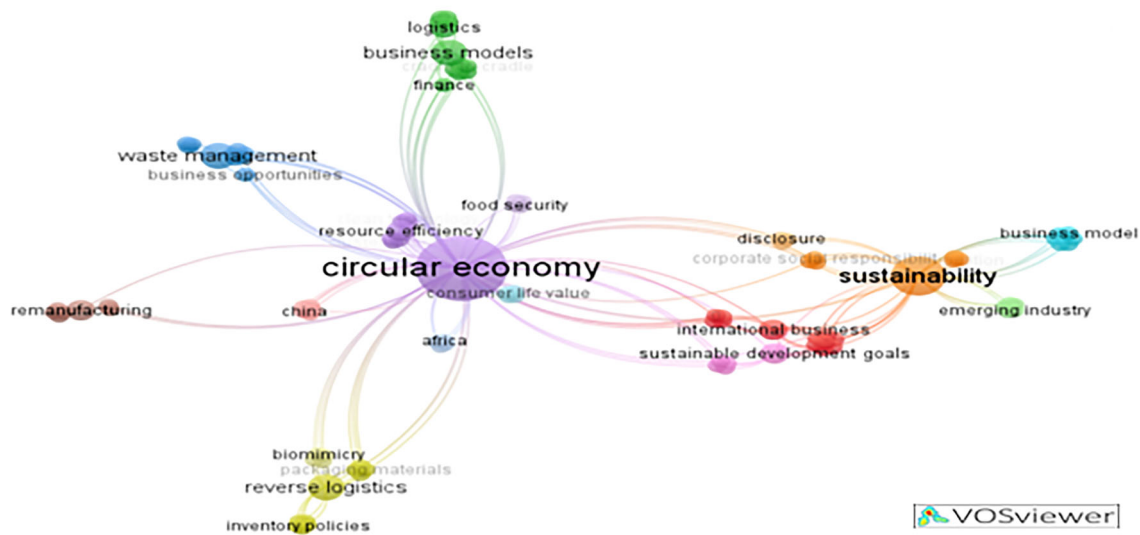 logistics
business models
cradle
finance
waste management
business opportunities
food security
resource efficiency
disclosure
business model
corporate social responsibilit
circular economy
sustainability
consumer life value
remanufacturing
china
emerging industry
international business
africa
sustainable development goals
biomimicry
packaging materials
reverse logistics
inventory policies
VOSviewer